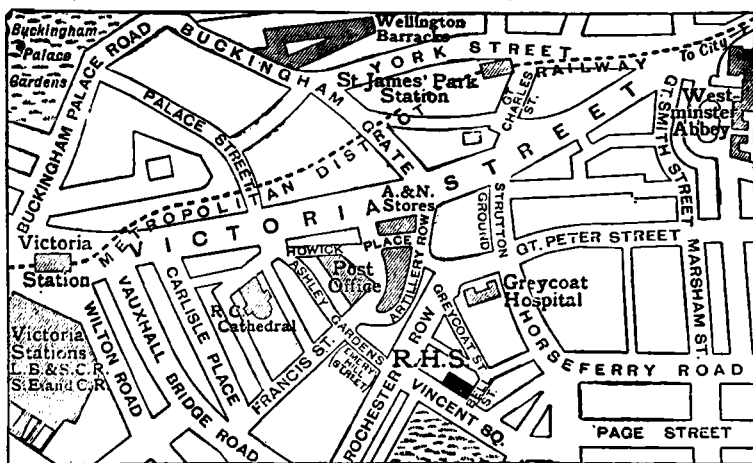 Buckingham
Palace
Gardens
BUCKINGHAM PALACE ROAD
BUCKINGHAM GATE
Wellington
Barracks
YORK STREET
To City
St James' Park
Station
GT.
CHARLES
ST.
RAILWAY
GT. SMITH STREET
West-
minster
Abbey
PALACE STREET
METROPOLITAN DISTRICT
VICTORIA STREET
A.&N.
Stores
STRUTTON
GROUND
GT. PETER STREET
MARSHAM ST.
Victoria
Station
HOWICK
PLACE
Post
Office
ARTILLERY ROW
ASHLEY GARDENS
CARLISLE PLACE
R.C.
Cathedral
VAUXHALL BRIDGE ROAD
WILTON ROAD
Victoria
Stations
L.B.& S.C.R.
S.E. and C.R.
FRANCIS ST.
EMERY
HILL
STREET
ROCHESTER ROW
GREYCOAT ST
Greycoat
Hospital
HORSEFERRY ROAD
R.H.S.
BELL ST.
VINCENT SQ.
PAGE STREET